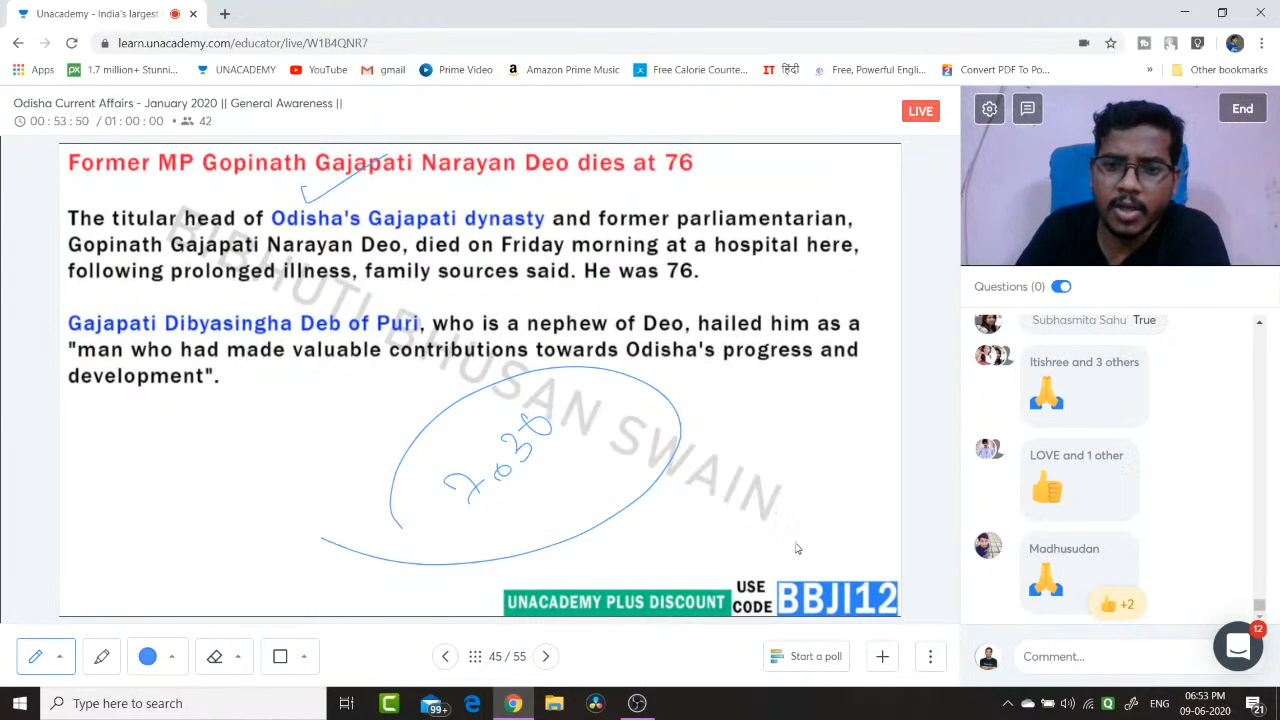 Unacademy - India's largest
learn.unacademy.com/educator/live/W1B4QNR7
Apps
1.7 million+ Stunni...
UNACADEMY
YouTube
gmail
Prime Video
Amazon Prime Music
Free Calorie Counte...
IT हिंदी
Free, Powerful Engli...
Convert PDF To Po...
»
Other bookmarks
Odisha Current Affairs - January 2020 || General Awareness ||
00 : 53 : 50 / 01 : 00 : 00 • 42
LIVE
End
Former MP Gopinath Gajapati Narayan Deo dies at 76
The titular head of Odisha's Gajapati dynasty and former parliamentarian,
Gopinath Gajapati Narayan Deo, died on Friday morning at a hospital here,
following prolonged illness, family sources said. He was 76.
Gajapati Dibyasingha Deb of Puri, who is a nephew of Deo, hailed him as a
"man who had made valuable contributions towards Odisha's progress and
development".
BIBHUTI BHUSAN SWAIN
UNACADEMY PLUS DISCOUNT
USE
CODE
BBJI12
Questions (0)
Subhasmita Sahu True
Itishree and 3 others
LOVE and 1 other
Madhusudan
+2
12
45 / 55
Start a poll
Comment...
Type here to search
99+
ENG
06:53 PM
09-06-2020
21